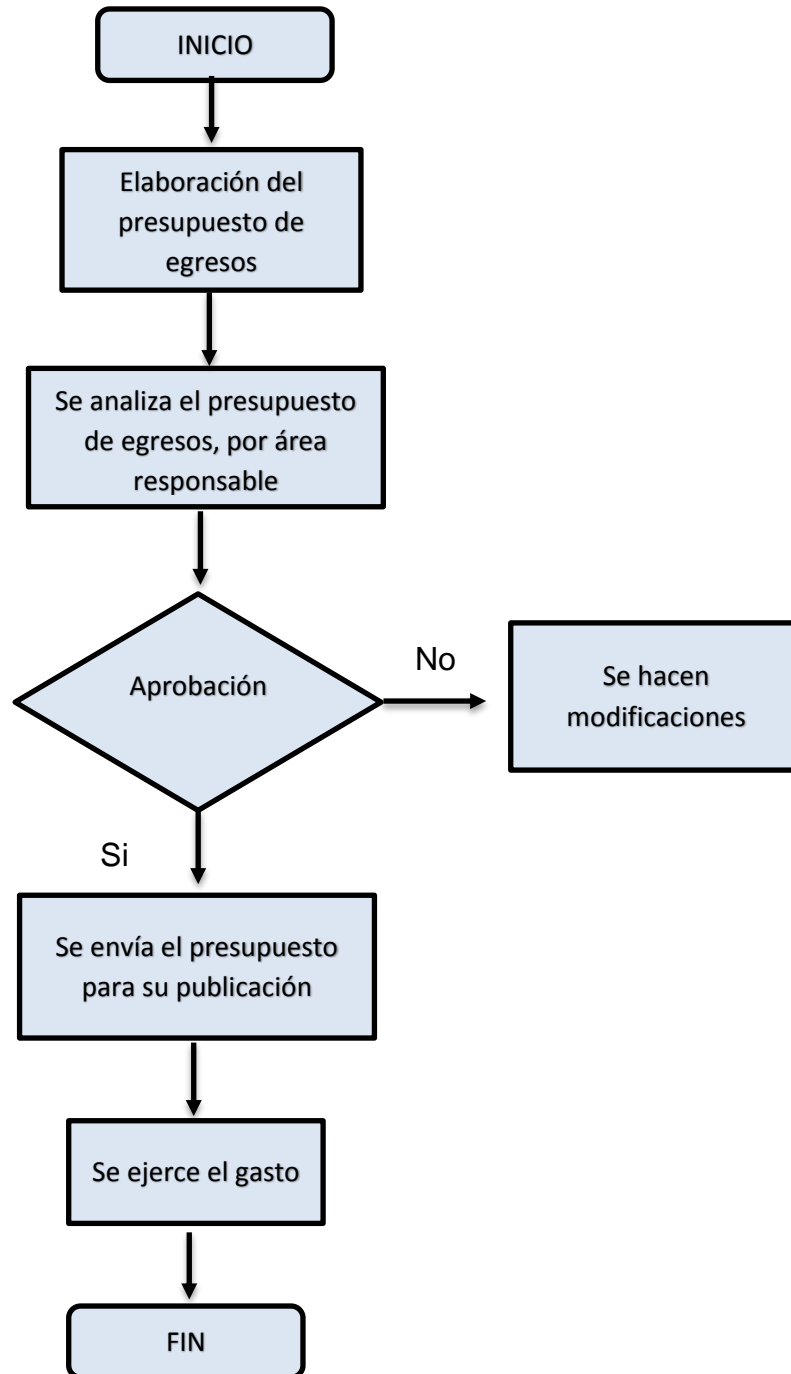 INICIO
Elaboración del
presupuesto de
egresos
Se analiza el presupuesto
de egresos, por área
responsable
Aprobación
No
Se hacen
modificaciones
Si
Se envía el presupuesto
para su publicación
Se ejerce el gasto
FIN